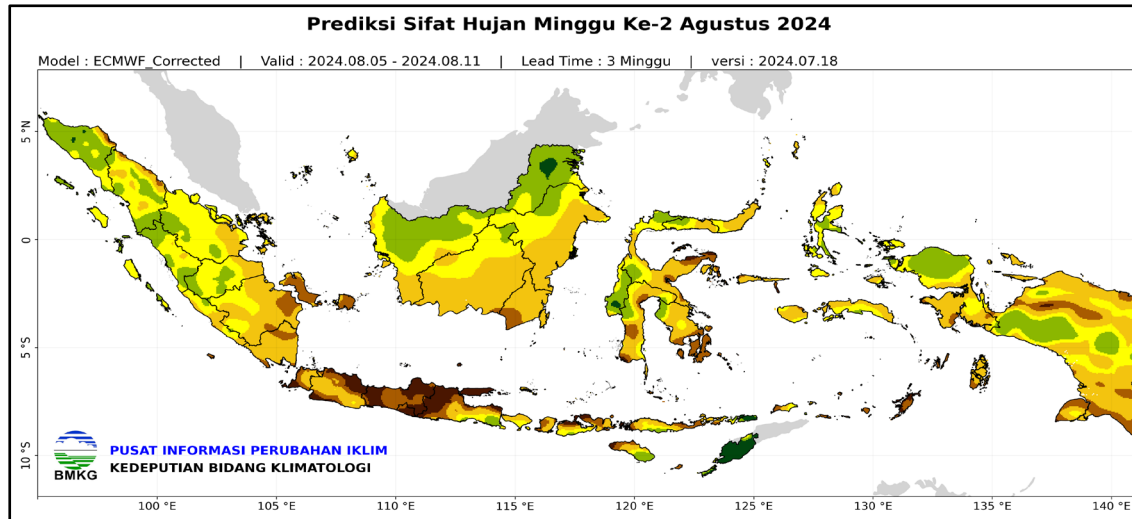 Prediksi Sifat Hujan Minggu Ke-2 Agustus 2024
Model : ECMWF_Corrected | Valid : 2024.08.05 - 2024.08.11 | Lead Time : 3 Minggu | versi : 2024.07.18
5 °N
0
5 °S
10 °S
BMKG
PUSAT INFORMASI PERUBAHAN IKLIM
KEDEPUTIAN BIDANG KLIMATOLOGI
100 °E 105 °E 110 °E 115 °E 120 °E 125 °E 130 °E 135 °E 140 °E